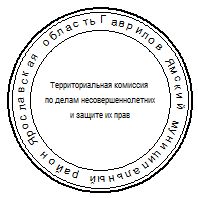 Ярославская область Гаврилов Ямский муниципальный район
Территориальная комиссия
по делам несовершеннолетних
и защите их прав